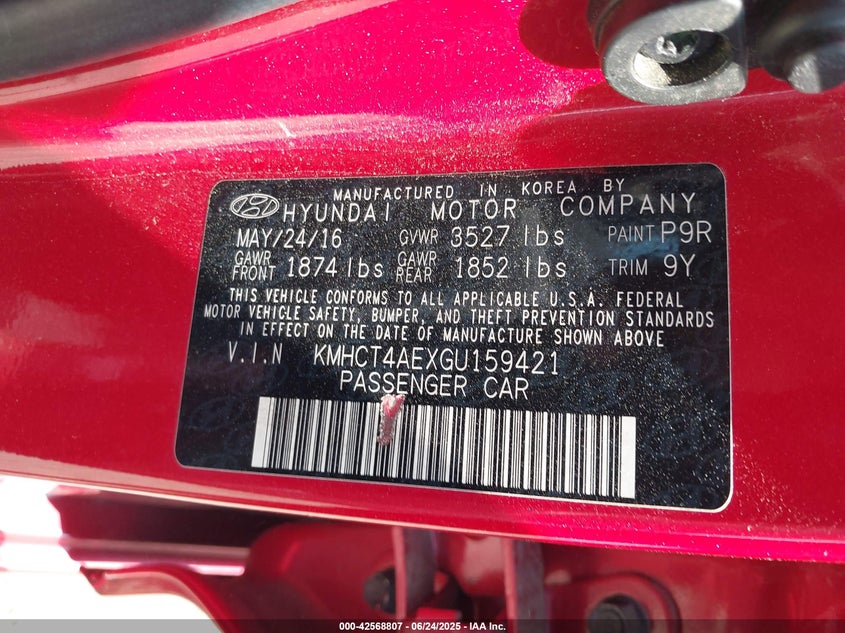 MANUFACTURED IN KOREA BY
HYUNDAI MOTOR COMPANY
MAY/24/16 GVWR 3527 lbs PAINT P9R
GAWR FRONT 1874 lbs GAWR REAR 1852 lbs TRIM 9Y
THIS VEHICLE CONFORMS TO ALL APPLICABLE U.S.A. FEDERAL
MOTOR VEHICLE SAFETY, BUMPER, AND THEFT PREVENTION STANDARDS
IN EFFECT ON THE DATE OF MANUFACTURE SHOWN ABOVE
V.I.N KMHCT4AEXGU159421
PASSENGER CAR
000-42568807 - 06/24/2025 - IAA Inc.